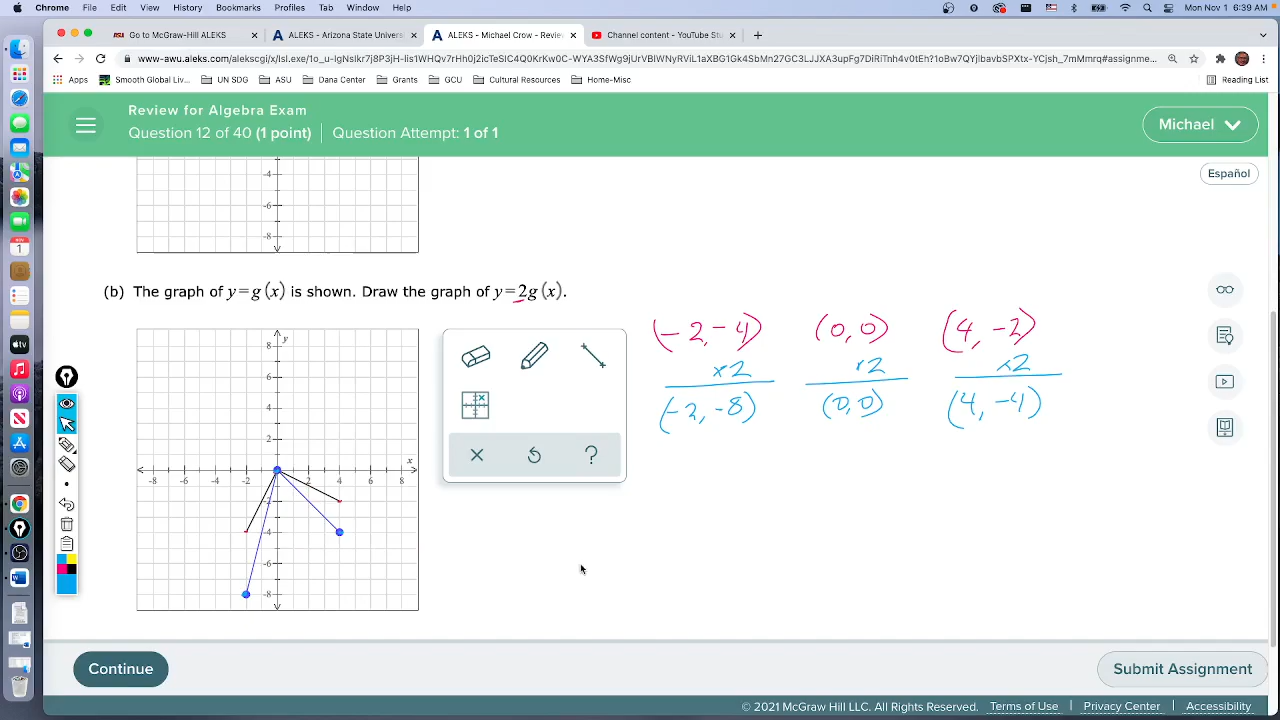 Chrome File Edit View History Bookmarks Profiles Tab Window Help Mon Nov 1 6:39 AM
Go to McGraw-Hill ALEKS × ALEKS - Arizona State Univers × ALEKS - Michael Crow - Review × Channel content - YouTube Stu × +
Apps Smooth Global Liv... UN SDG ASU Dana Center Grants GCU Cultural Resources Home-Misc Reading List
Review for Algebra Exam
Question 12 of 40 (1 point) Question Attempt: 1 of 1
Michael
Español
-4
-6
-8
(b) The graph of y=g(x) is shown. Draw the graph of y=2g(x).
(-2, -4) (0, 0) (4, -2)
×2 ×2 ×2
(-2, -8) (0, 0) (4, -4)
y
8
6
4
2
x
-8 -6 -4 -2 2 4 6 8
-2
-4
-6
-8
?
Continue
Submit Assignment
© 2021 McGraw Hill LLC. All Rights Reserved. Terms of Use Privacy Center Accessibility